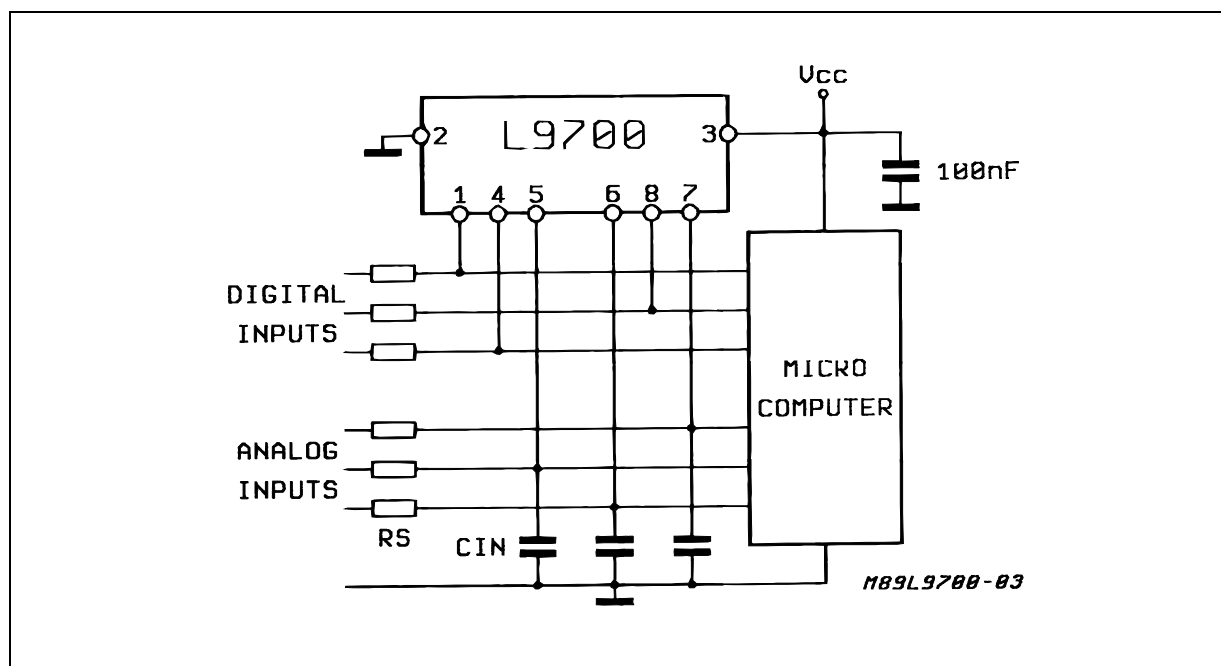 Vcc
2 L9700 3
100nF
1 4 5 6 8 7
DIGITAL
INPUTS
MICRO
COMPUTER
ANALOG
INPUTS
RS
CIN
M89L9700-03